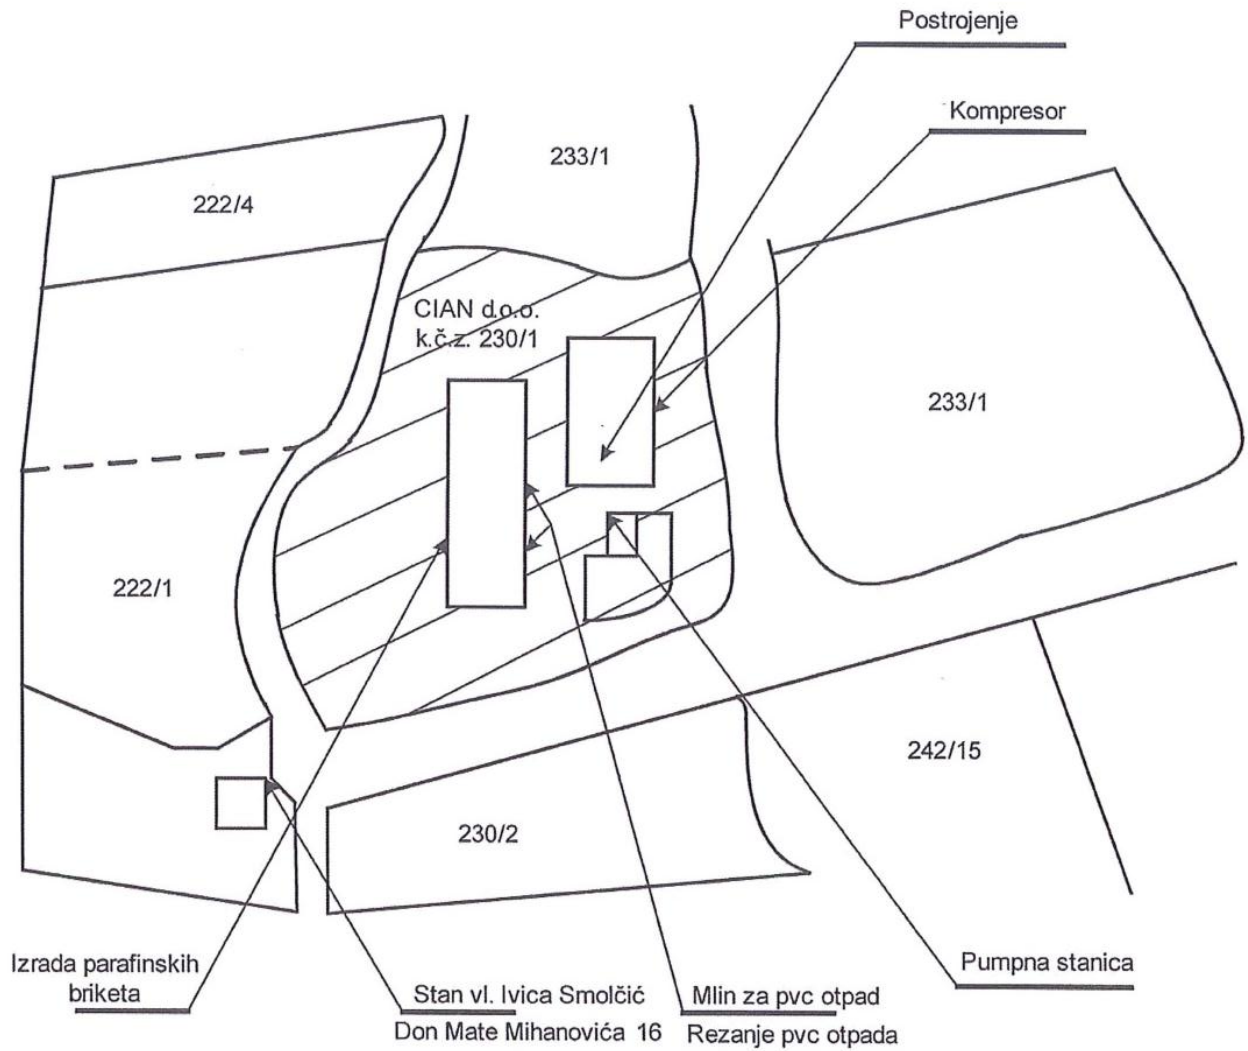 Postrojenje
Kompresor
233/1
222/4
CIAN d.o.o.
k.č.z. 230/1
233/1
222/1
242/15
230/2
Izrada parafinskih
briketa
Stan vl. Ivica Smolčić
Don Mate Mihanovića 16
Mlin za pvc otpad
Rezanje pvc otpada
Pumpna stanica